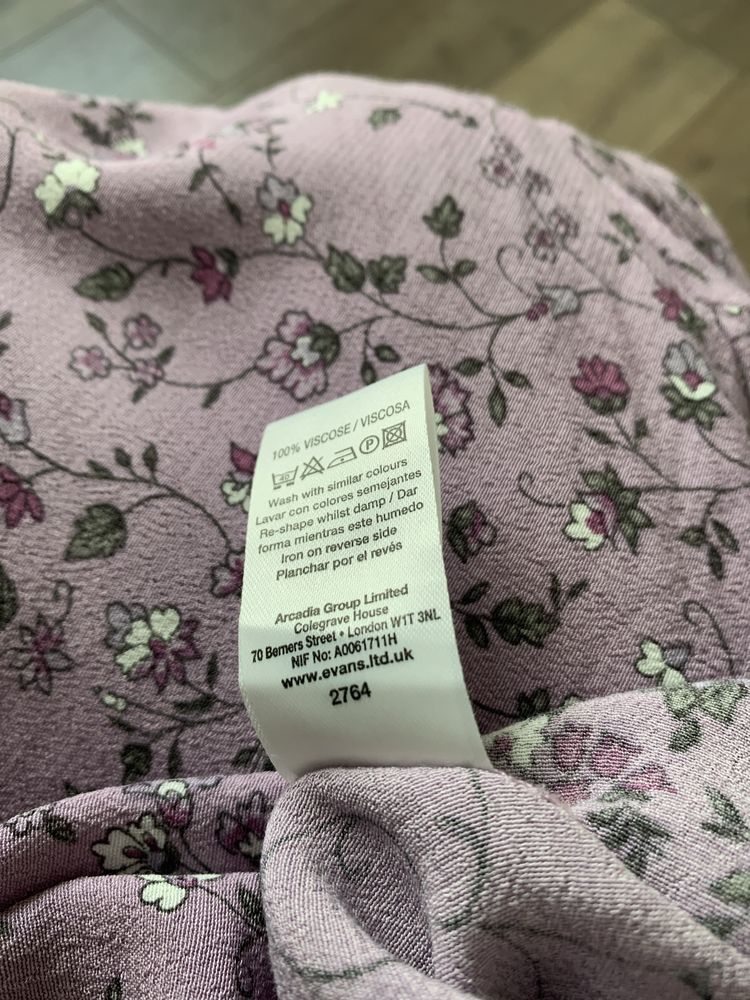 100% VISCOSE / VISCOSA
40 P
Wash with similar colours
Lavar con colores semejantes
Re-shape whilst damp / Dar
forma mientras este humedo
Iron on reverse side
Planchar por el revés
Arcadia Group Limited
Colegrave House
70 Berners Street • London W1T 3NL
NIF No: A0061711H
www.evans.ltd.uk
2764